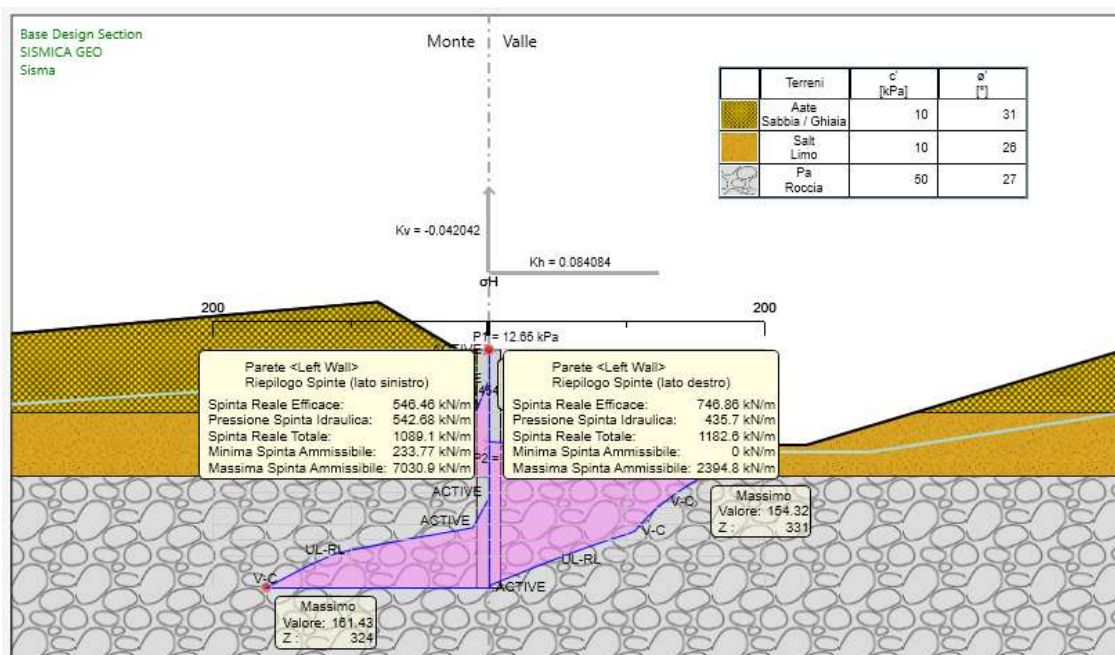 Base Design Section
SISMICA GEO
Sisma
Monte
Valle
Terreni c' [kPa] ø' [°]
Aate Sabbia / Ghiaia 10 31
Salt Limo 10 26
Pa Roccia 50 27
Kv = -0.042042
Kh = 0.084084
σH
200
200
P1 = 12.65 kPa
Parete <Left Wall>
Riepilogo Spinte (lato sinistro)
Spinta Reale Efficace: 546.46 kN/m
Pressione Spinta Idraulica: 542.68 kN/m
Spinta Reale Totale: 1089.1 kN/m
Minima Spinta Ammissibile: 233.77 kN/m
Massima Spinta Ammissibile: 7030.9 kN/m
Parete <Left Wall>
Riepilogo Spinte (lato destro)
Spinta Reale Efficace: 746.86 kN/m
Pressione Spinta Idraulica: 435.7 kN/m
Spinta Reale Totale: 1182.6 kN/m
Minima Spinta Ammissibile: 0 kN/m
Massima Spinta Ammissibile: 2394.8 kN/m
P2 =
ACTIVE
V-C
Massimo
Valore: 154.32
Z : 331
ACTIVE
V-C
UL-RL
UL-RL
V-C
ACTIVE
Massimo
Valore: 161.43
Z : 324